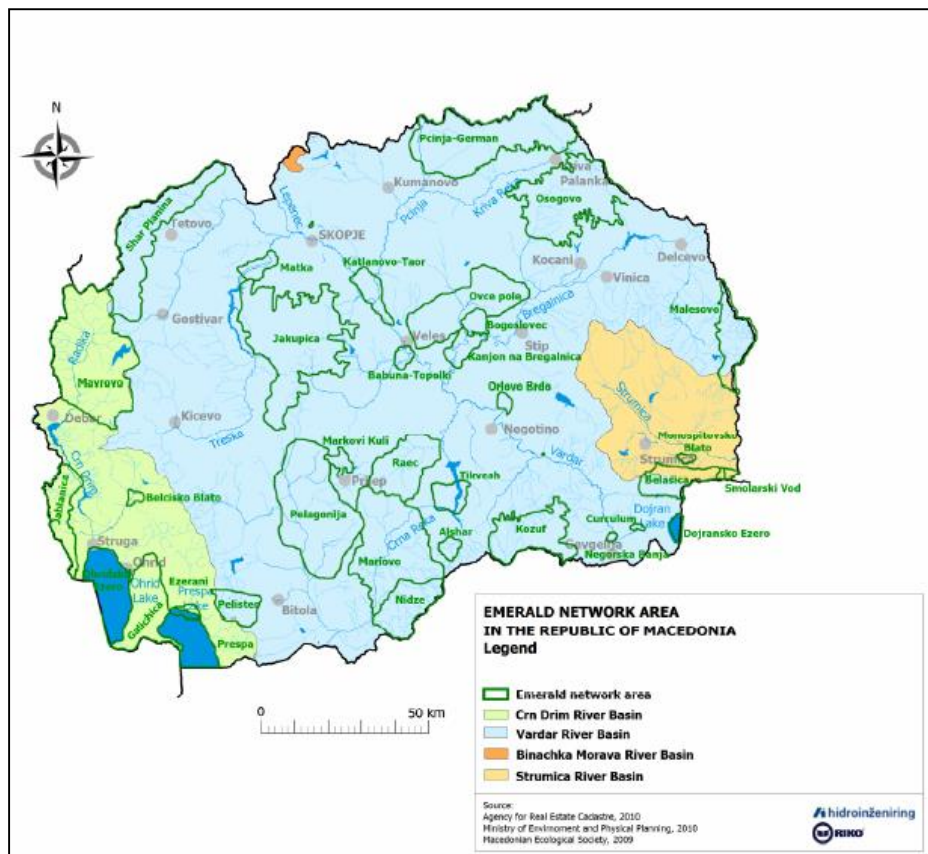 N
Pcinja-German
Kumanovo
Palanka
Pcinja
Kriva Reka
Osogovo
Lepenec
Shar Planina
Tetovo
SKOPJE
Matka
Katlanovo-Taor
Kocani
Delcevo
Vinica
Ovce pole
Bregalnica
Malesevo
Gostivar
Bogoslovec
Veles
Stip
Jakupica
Kanjon na Bregalnica
Radika
Babuna-Topolki
Mavrovo
Orlovo Brdo
Strumica
Debar
Kicevo
Treska
Negotino
Markovi Kuli
Vardar
Monospitovsko
Blato
Strumica
Crn Drim
Raec
Prilep
Tikvesh
Belasica
Smolarski Vod
Jablanica
Belcisko Blato
Pelagonija
Crna Reka
Alshar
Kozuf
Curculum
Dojran
Lake
Dojransko Ezero
Struga
Ohrid
Mariovo
Gevgelija
Negorska Banja
Ezero
Ohrid
Lake
Ezerani
Prespa
Lake
Pelister
Bitola
Nidze
Galichica
Prespa
0 50 km
EMERALD NETWORK AREA
IN THE REPUBLIC OF MACEDONIA
Legend
Emerald network area
Crn Drim River Basin
Vardar River Basin
Binachka Morava River Basin
Strumica River Basin
Source:
Agency for Real Estate Cadastre, 2010
Ministry of Envirnoment and Physical Planning, 2010
Macedonian Ecological Society, 2009
hidroinženiring
RIKO